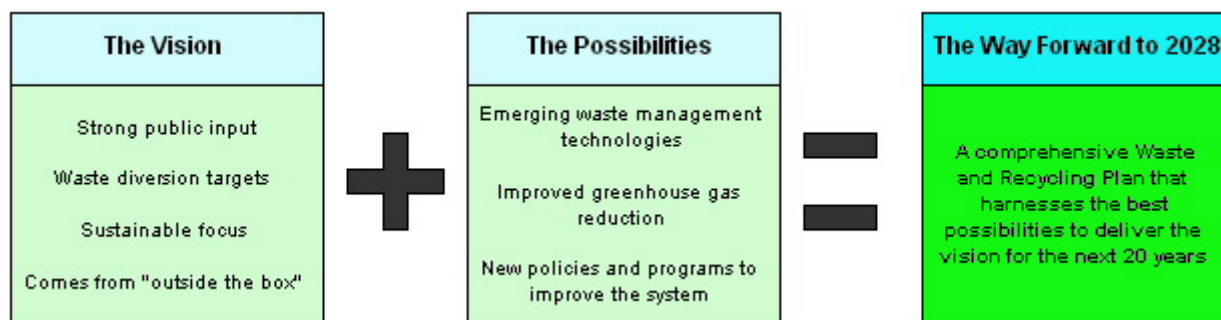 The Vision
Strong public input
Waste diversion targets
Sustainable focus
Comes from "outside the box"
The Possibilities
Emerging waste management
technologies
Improved greenhouse gas
reduction
New policies and programs to
improve the system
The Way Forward to 2028
A comprehensive Waste
and Recycling Plan that
harnesses the best
possibilities to deliver the
vision for the next 20 years